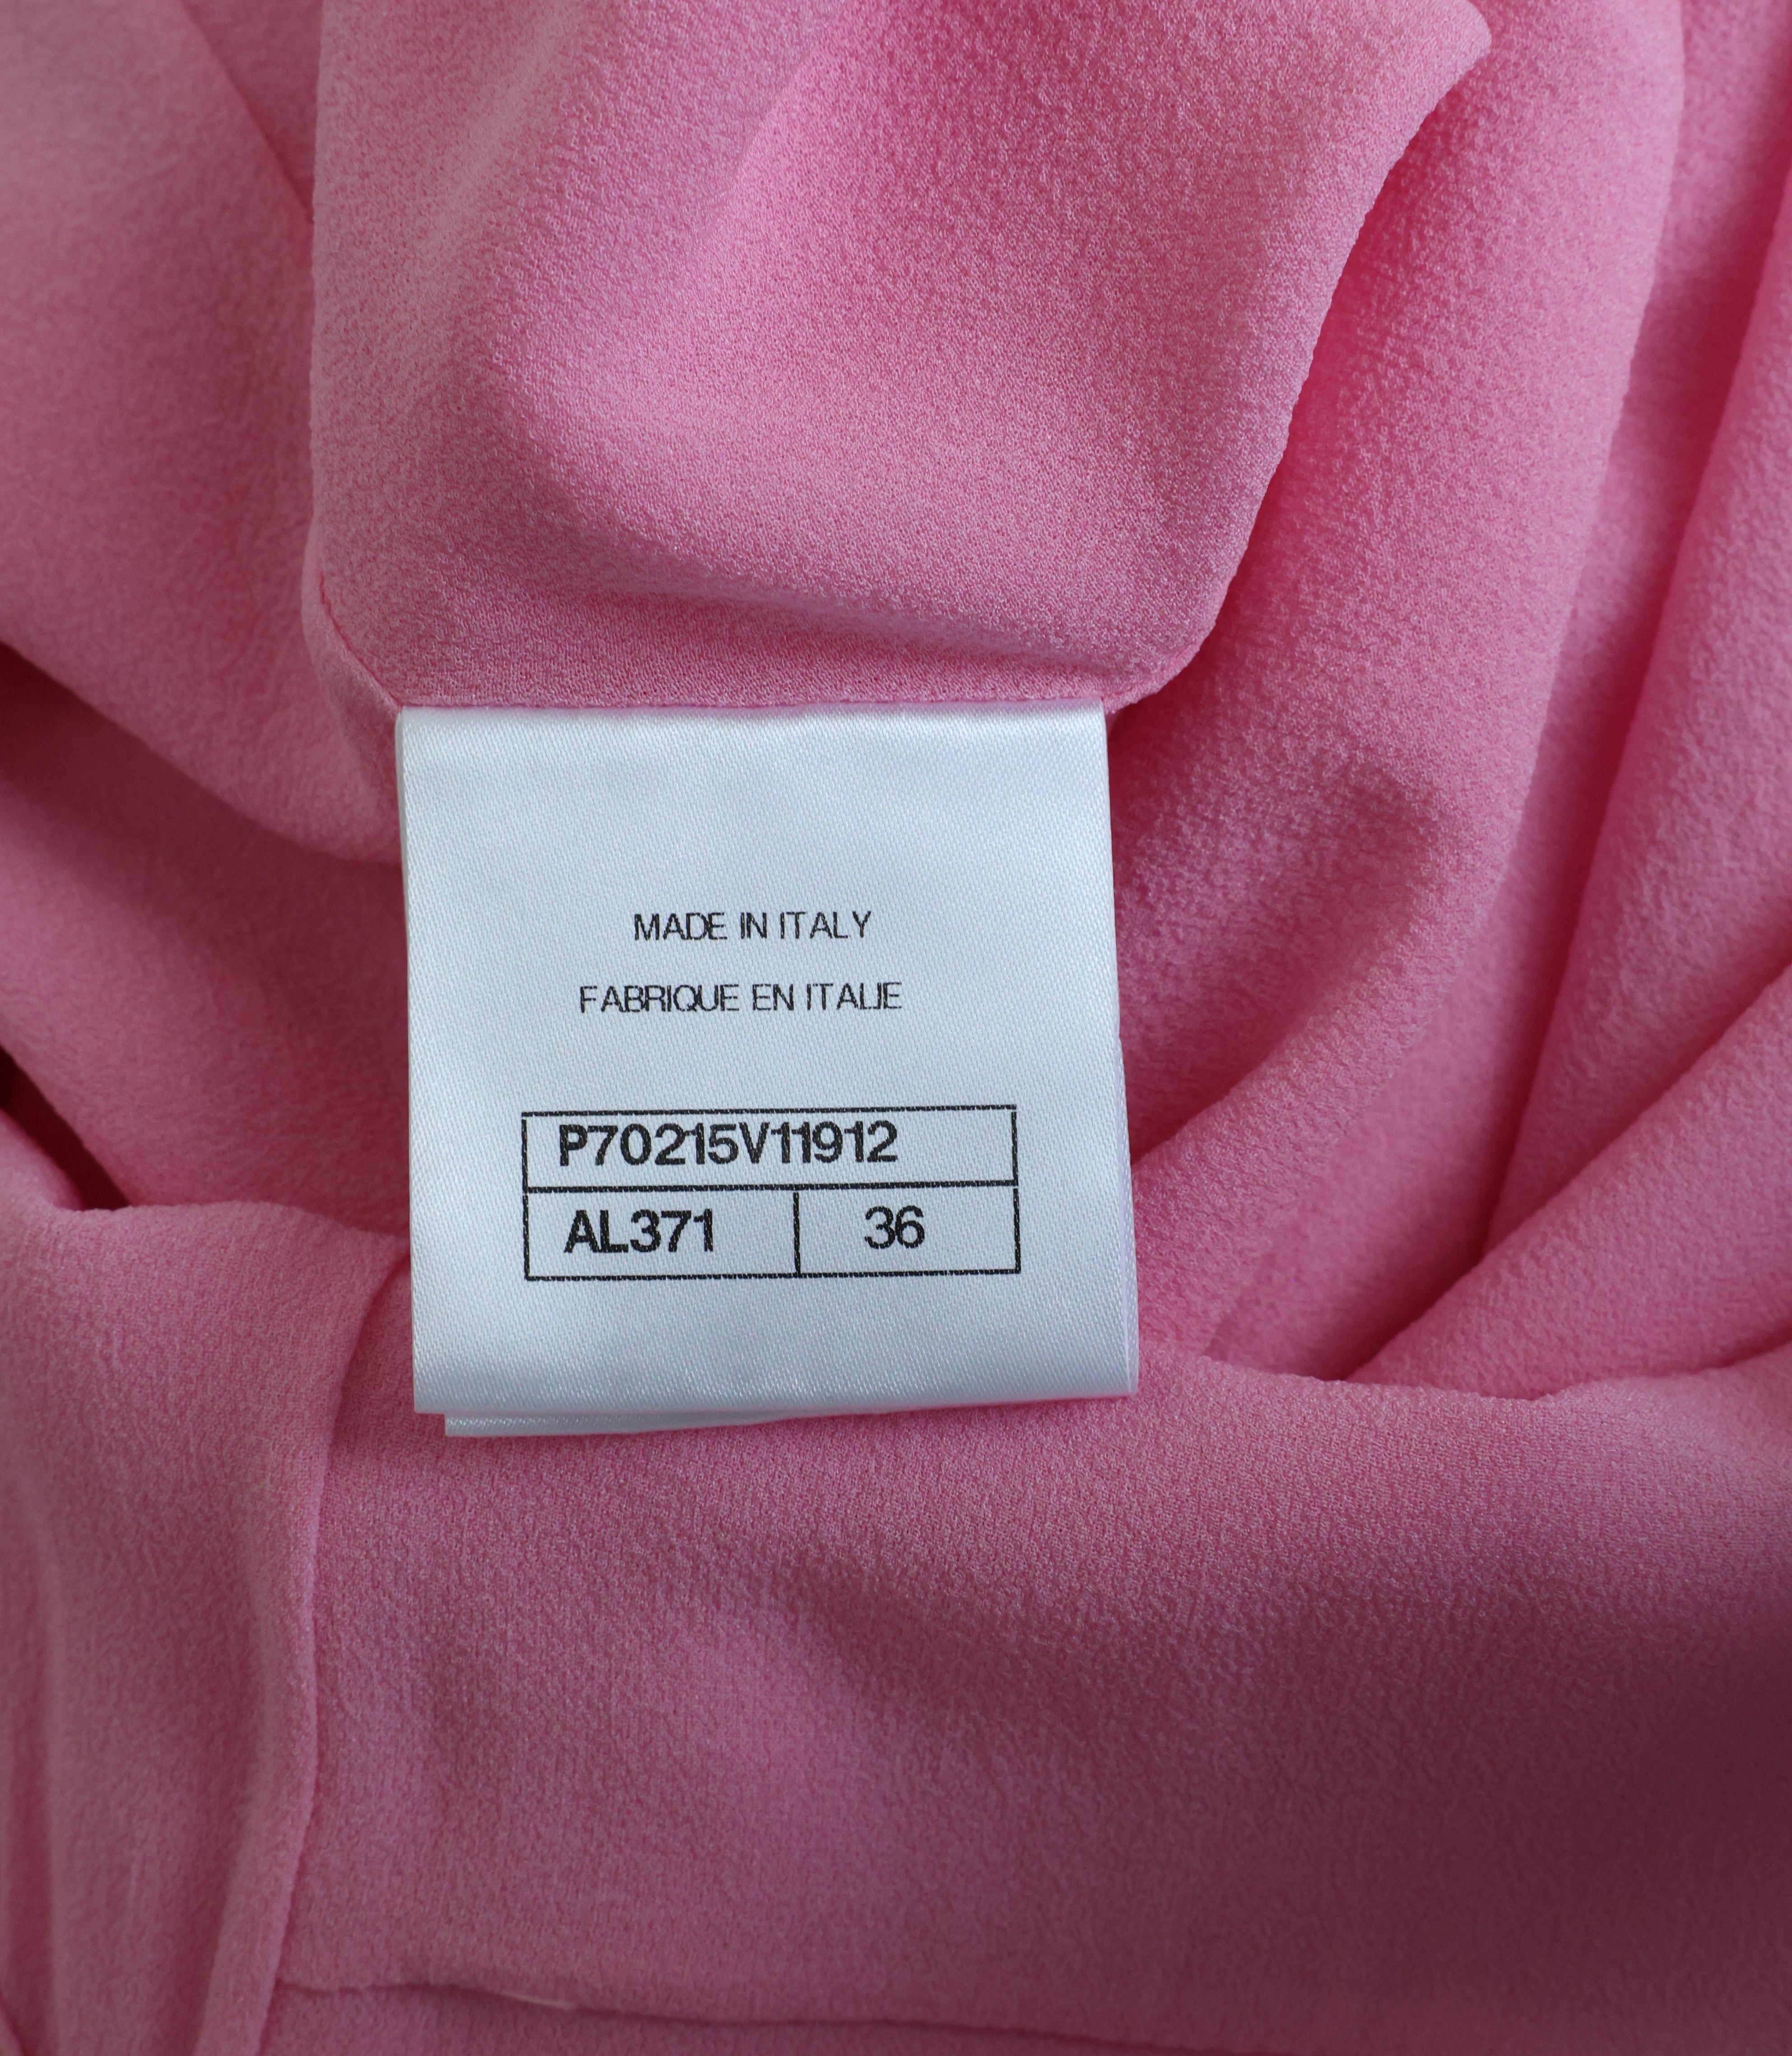 MADE IN ITALY
FABRIQUE EN ITALIE
P70215V11912
AL371 36